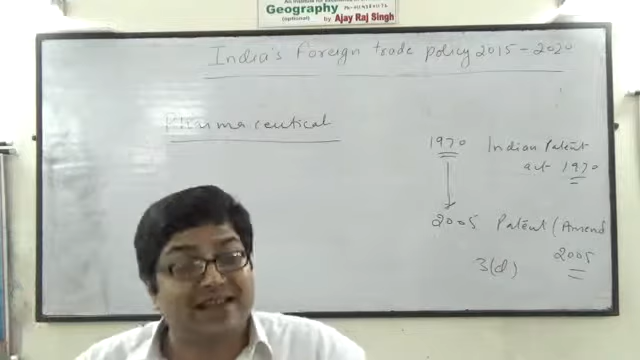 Geography
(optional) by Ajay Raj Singh
India's Foreign trade policy 2015-2020
Pharmaceutical
1970 Indian Patent
act 1970
2005 Patent (Amend
2005
3(d)